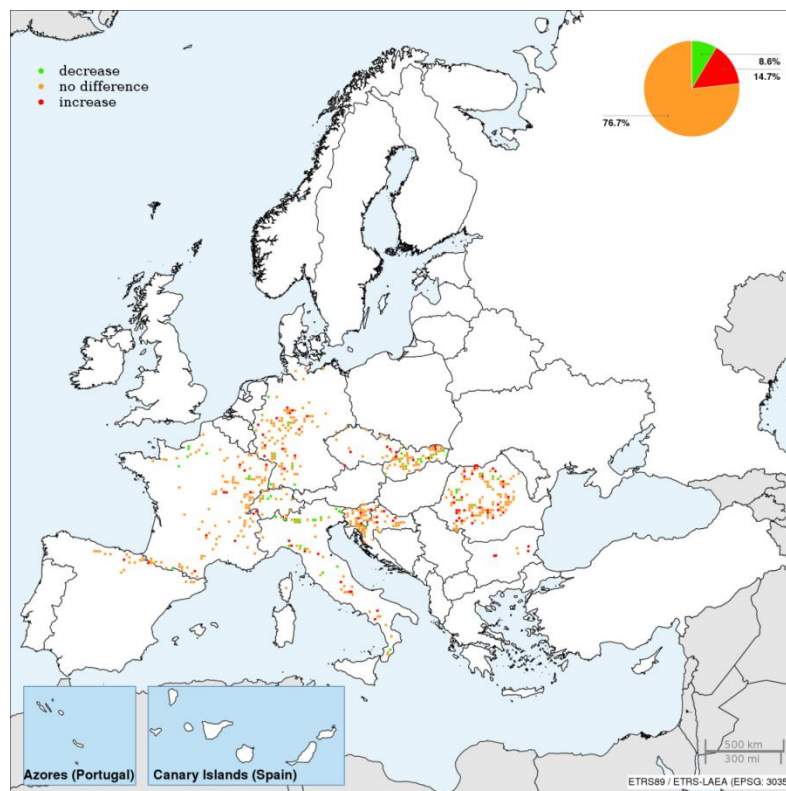 decrease
no difference
increase
8.6%
14.7%
76.7%
Azores (Portugal)
Canary Islands (Spain)
500 km
300 mi
ETRS89 / ETRS-LAEA (EPSG: 3035